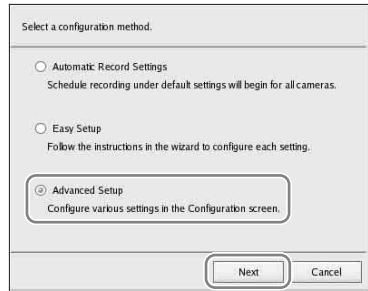 Select a configuration method.
Automatic Record Settings
Schedule recording under default settings will begin for all cameras.
Easy Setup
Follow the instructions in the wizard to configure each setting.
Advanced Setup
Configure various settings in the Configuration screen.
Next Cancel